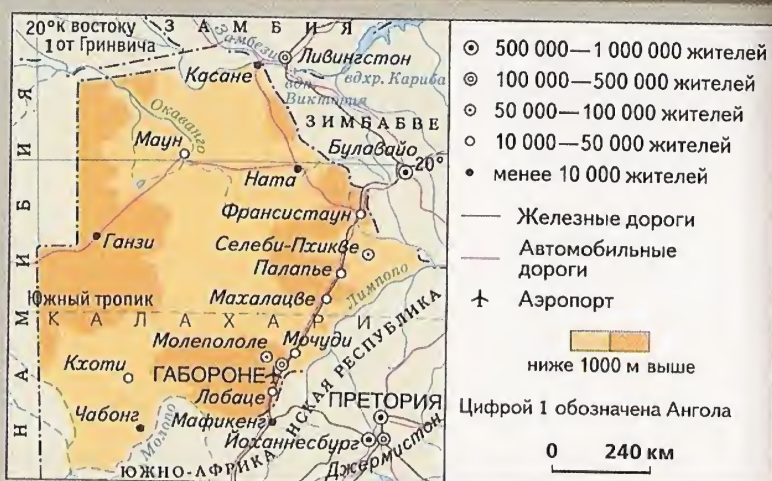 20° к востоку
1 от Гринвича
ЗАМБИЯ
Замбези
Ливингстон
Касане
вдхр. Кариба
вдп.
Виктория
Окаванго
ЗИМБАБВЕ
Маун
Булавайо
20°
Ната
Франсистаун
Ганзи
Селеби-Пхикве
Палапье
Лимпопо
Южный тропик
Махалацве
КАЛАХАРИ
Молепололе
Мочуди
Кхоти
ГАБОРОНЕ
Лобаце
ПРЕТОРИЯ
Чабонг
Молопо
Мафикенг
Йоханнесбург
Джермистон
ЮЖНО-АФРИКАНСКАЯ РЕСПУБЛИКА
НАМИБИЯ
500 000—1 000 000 жителей
100 000—500 000 жителей
50 000—100 000 жителей
10 000—50 000 жителей
менее 10 000 жителей
Железные дороги
Автомобильные
дороги
Аэропорт
ниже 1000 м выше
Цифрой 1 обозначена Ангола
0 240 км